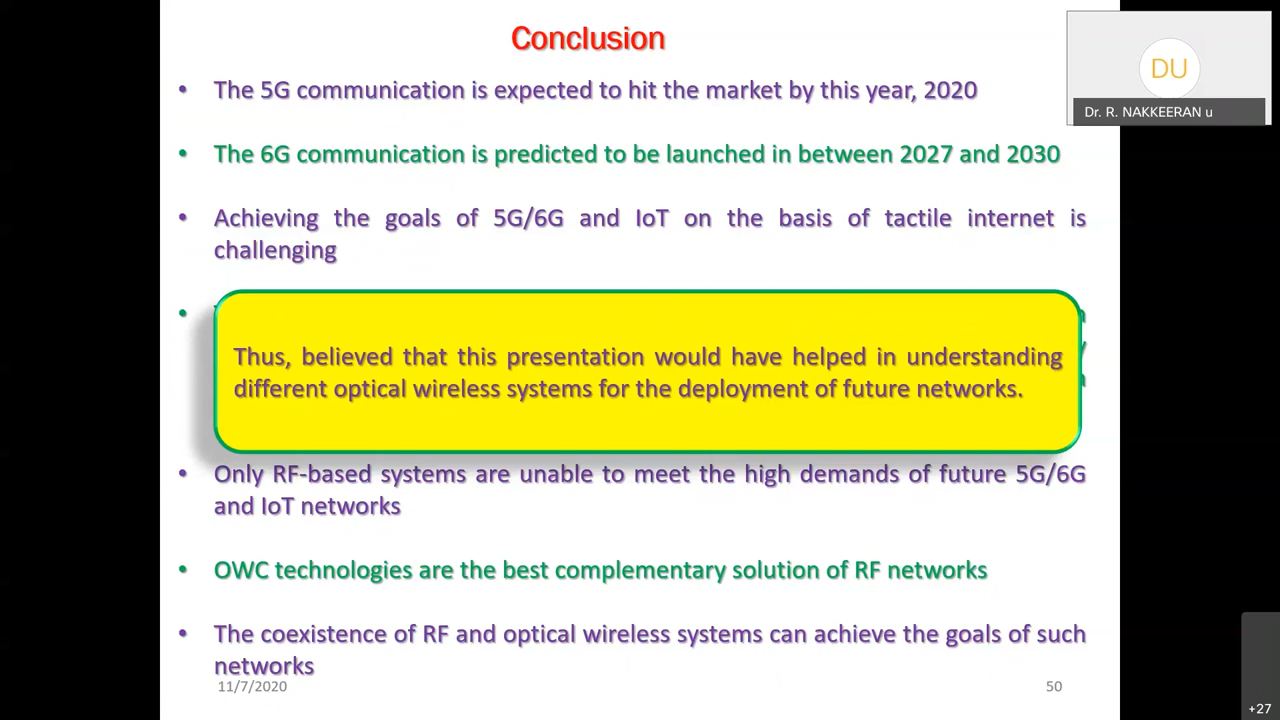 Conclusion
DU
Dr. R. NAKKEERAN u
• The 5G communication is expected to hit the market by this year, 2020
• The 6G communication is predicted to be launched in between 2027 and 2030
• Achieving the goals of 5G/6G and IoT on the basis of tactile internet is
challenging
Thus, believed that this presentation would have helped in understanding
different optical wireless systems for the deployment of future networks.
• Only RF-based systems are unable to meet the high demands of future 5G/6G
and IoT networks
• OWC technologies are the best complementary solution of RF networks
• The coexistence of RF and optical wireless systems can achieve the goals of such
networks
11/7/2020
50
+27